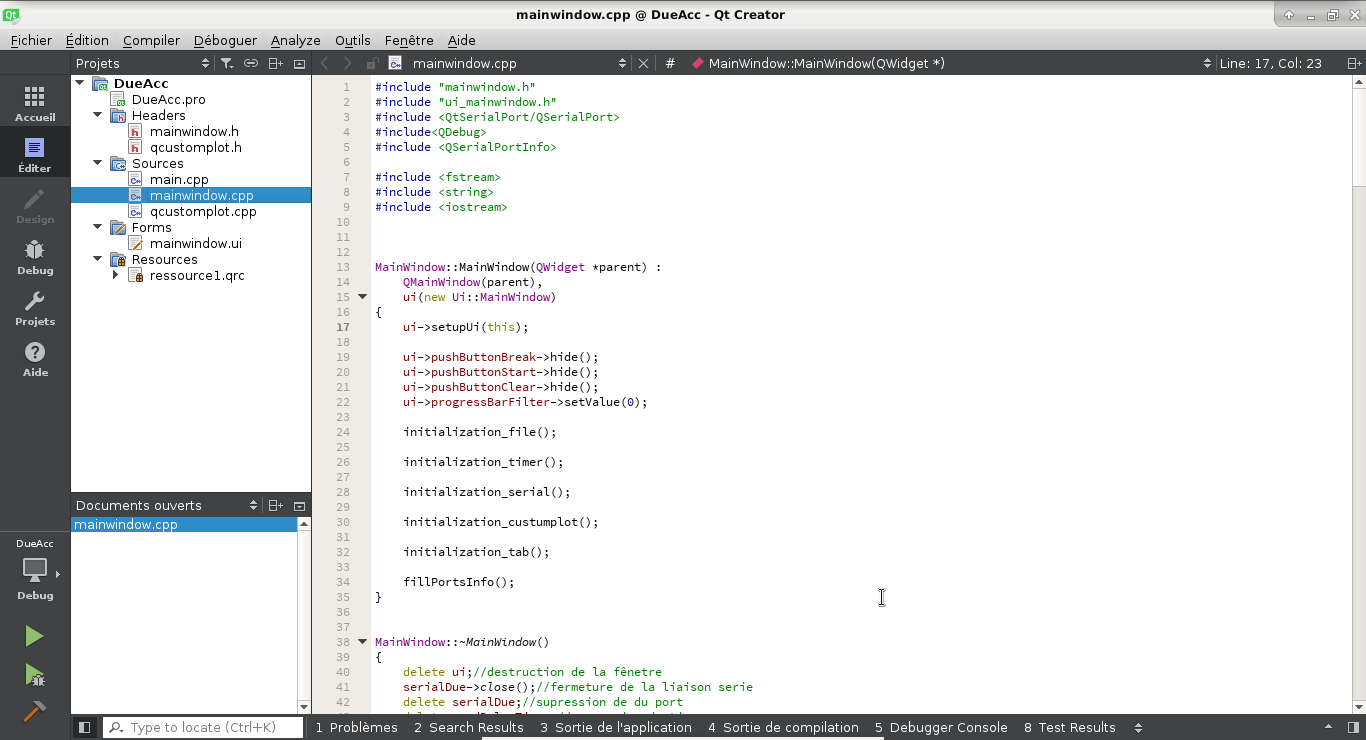 mainwindow.cpp @ DueAcc - Qt Creator
Fichier Édition Compiler Déboguer Analyze Outils Fenêtre Aide
Projets
mainwindow.cpp
# MainWindow::MainWindow(QWidget *)
Line: 17, Col: 23
Accueil
Éditer
Design
Debug
Projets
Aide
DueAcc
Debug
DueAcc
DueAcc.pro
Headers
mainwindow.h
qcustomplot.h
Sources
main.cpp
mainwindow.cpp
qcustomplot.cpp
Forms
mainwindow.ui
Resources
ressource1.qrc
Documents ouverts
mainwindow.cpp
1 #include "mainwindow.h"
2 #include "ui_mainwindow.h"
3 #include <QtSerialPort/QSerialPort>
4 #include<QDebug>
5 #include <QSerialPortInfo>
6
7 #include <fstream>
8 #include <string>
9 #include <iostream>
10
11
12
13 MainWindow::MainWindow(QWidget *parent) :
14 QMainWindow(parent),
15 ui(new Ui::MainWindow)
16 {
17 ui->setupUi(this);
18
19 ui->pushButtonBreak->hide();
20 ui->pushButtonStart->hide();
21 ui->pushButtonClear->hide();
22 ui->progressBarFilter->setValue(0);
23
24 initialization_file();
25
26 initialization_timer();
27
28 initialization_serial();
29
30 initialization_custumplot();
31
32 initialization_tab();
33
34 fillPortsInfo();
35 }
36
37
38 MainWindow::~MainWindow()
39 {
40 delete ui;//destruction de la fênetre
41 serialDue->close();//fermeture de la liaison serie
42 delete serialDue;//supression de du port
Type to locate (Ctrl+K)
1 Problèmes 2 Search Results 3 Sortie de l'application 4 Sortie de compilation 5 Debugger Console 8 Test Results